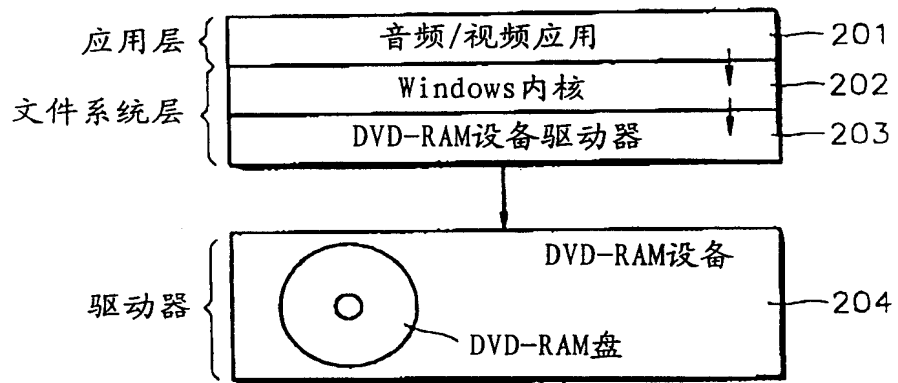 应用层
音频/视频应用
201
Windows内核
202
文件系统层
DVD-RAM设备驱动器
203
DVD-RAM设备
驱动器
204
DVD-RAM盘